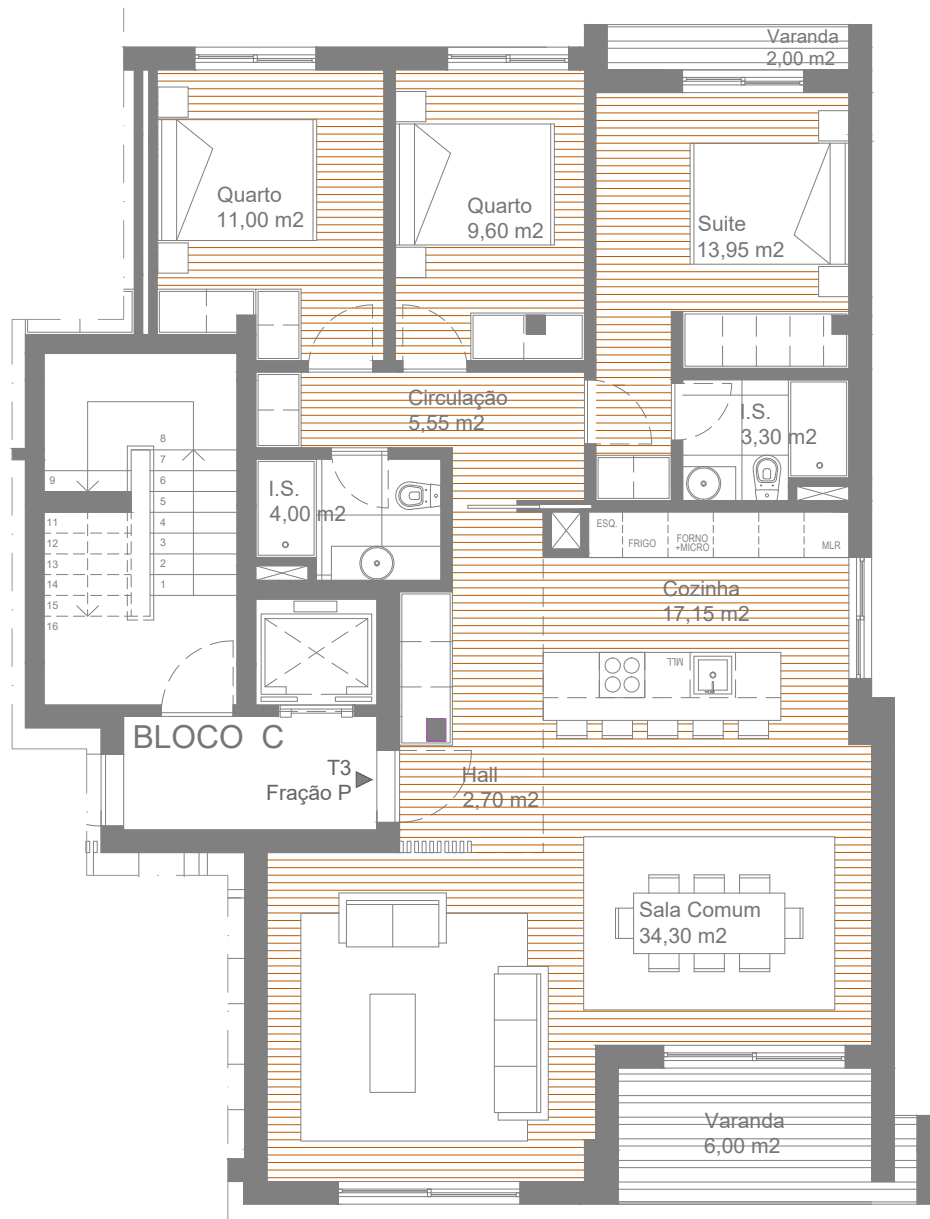 Varanda
2,00 m2
Quarto
11,00 m2
Quarto
9,60 m2
Suite
13,95 m2
Circulação
5,55 m2
I.S.
3,30 m2
I.S.
4,00 m2
8
7
6
5
4
3
2
1
9
11
12
13
14
15
16
ESQ.
FRIGO
FORNO
+MICRO
MLR
Cozinha
17,15 m2
MLL
BLOCO C
T3
Fração P
Hall
2,70 m2
Sala Comum
34,30 m2
Varanda
6,00 m2